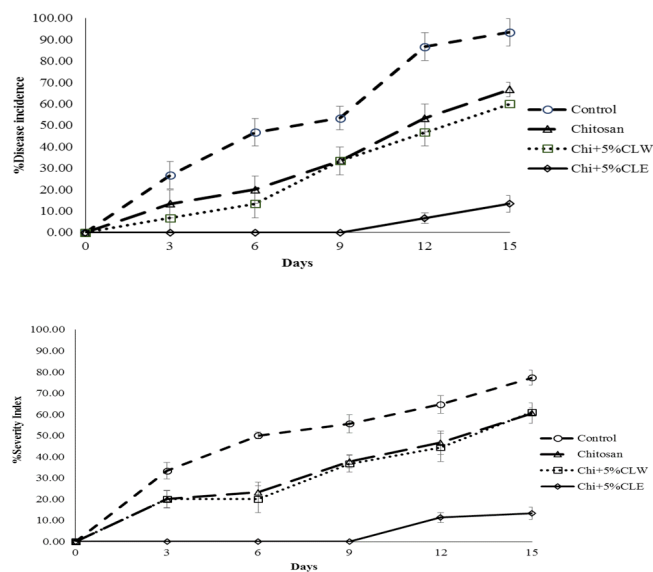 100.00
90.00
80.00
70.00
60.00
50.00
40.00
30.00
20.00
10.00
0.00
%Disease incidence
0 3 6 9 12 15
Days
Control
Chitosan
Chi+5%CLW
Chi+5%CLE
100.00
90.00
80.00
70.00
60.00
50.00
40.00
30.00
20.00
10.00
0.00
%Severity Index
0 3 6 9 12 15
Days
Control
Chitosan
Chi+5%CLW
Chi+5%CLE